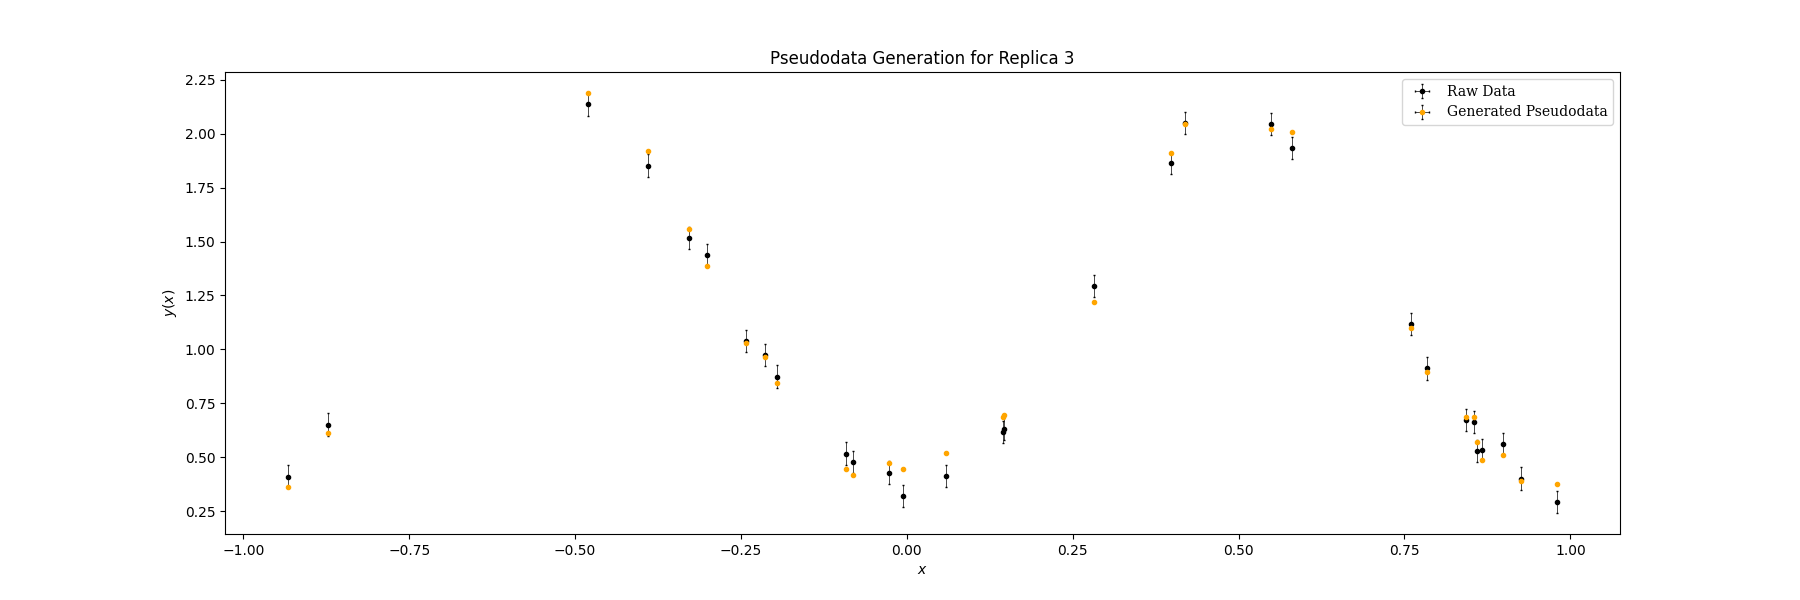 Pseudodata Generation for Replica 3
2.25
2.00
1.75
1.50
1.25
1.00
0.75
0.50
0.25
y(x)
Raw Data
Generated Pseudodata
−1.00 −0.75 −0.50 −0.25 0.00 0.25 0.50 0.75 1.00
x